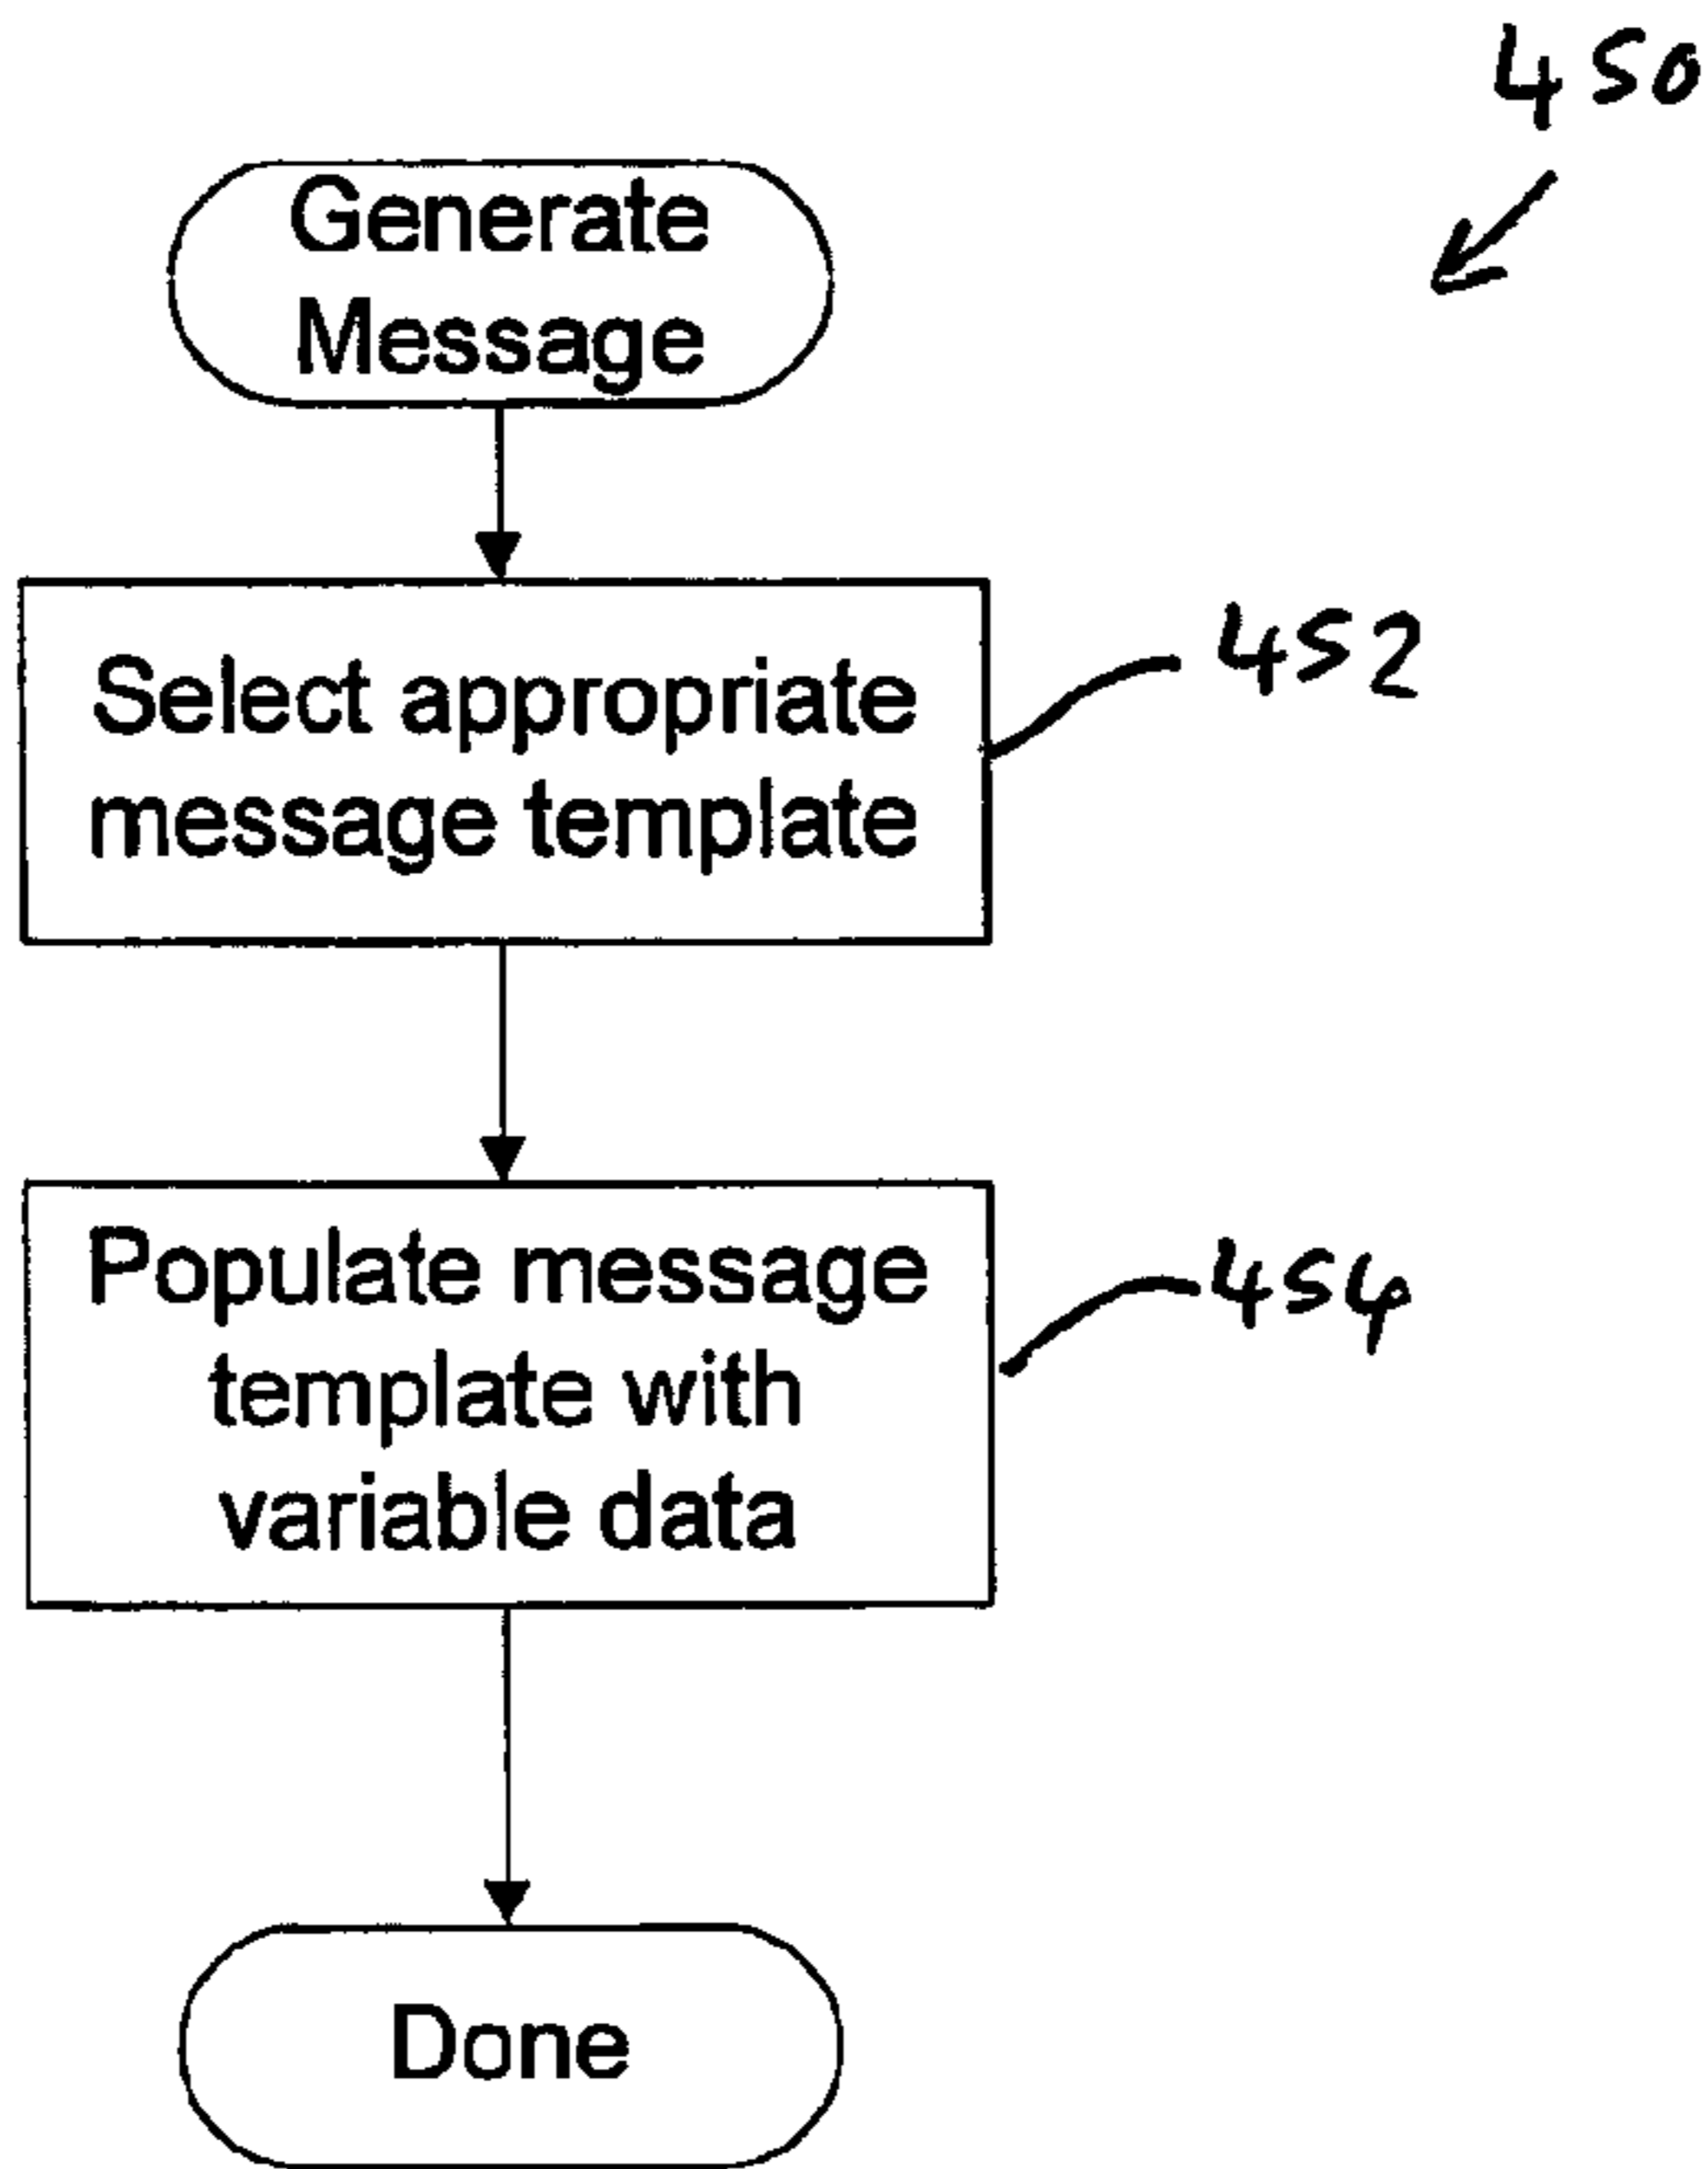 450
Generate
Message
Select appropriate
message template
452
Populate message
template with
variable data
454
Done